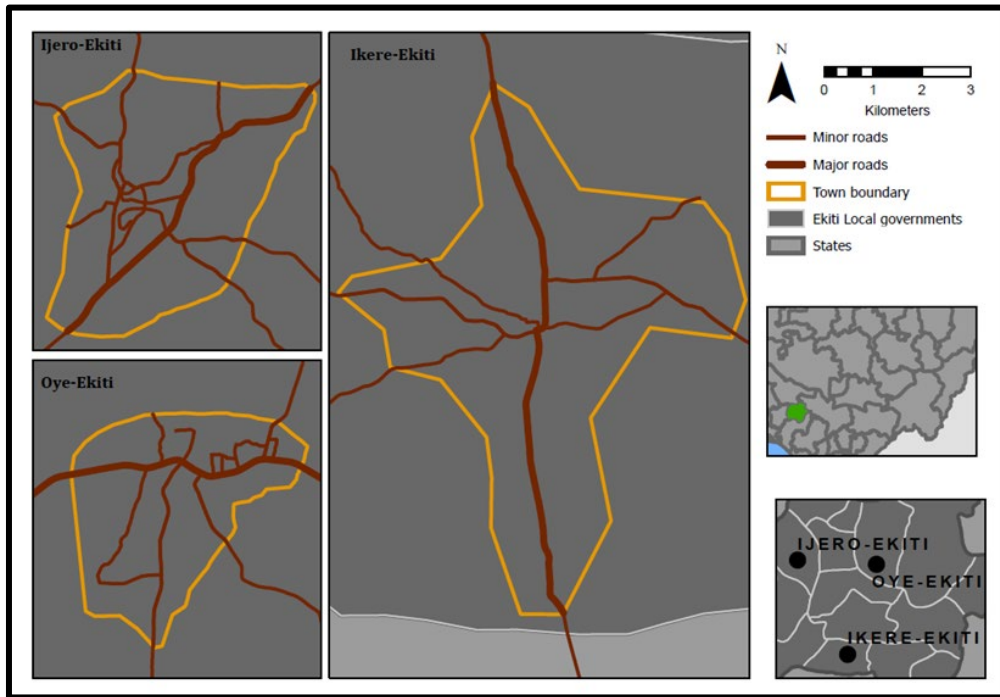 Ijero-Ekiti
Ikere-Ekiti
Oye-Ekiti
N
0 1 2 3
Kilometers
Minor roads
Major roads
Town boundary
Ekiti Local governments
States
IJERO-EKITI
OYE-EKITI
IKERE-EKITI